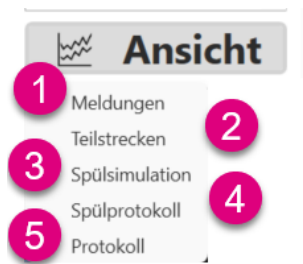 Ansicht
1 Meldungen
Teilstrecken 2
3 Spülsimulation
Spülprotokoll 4
5 Protokoll